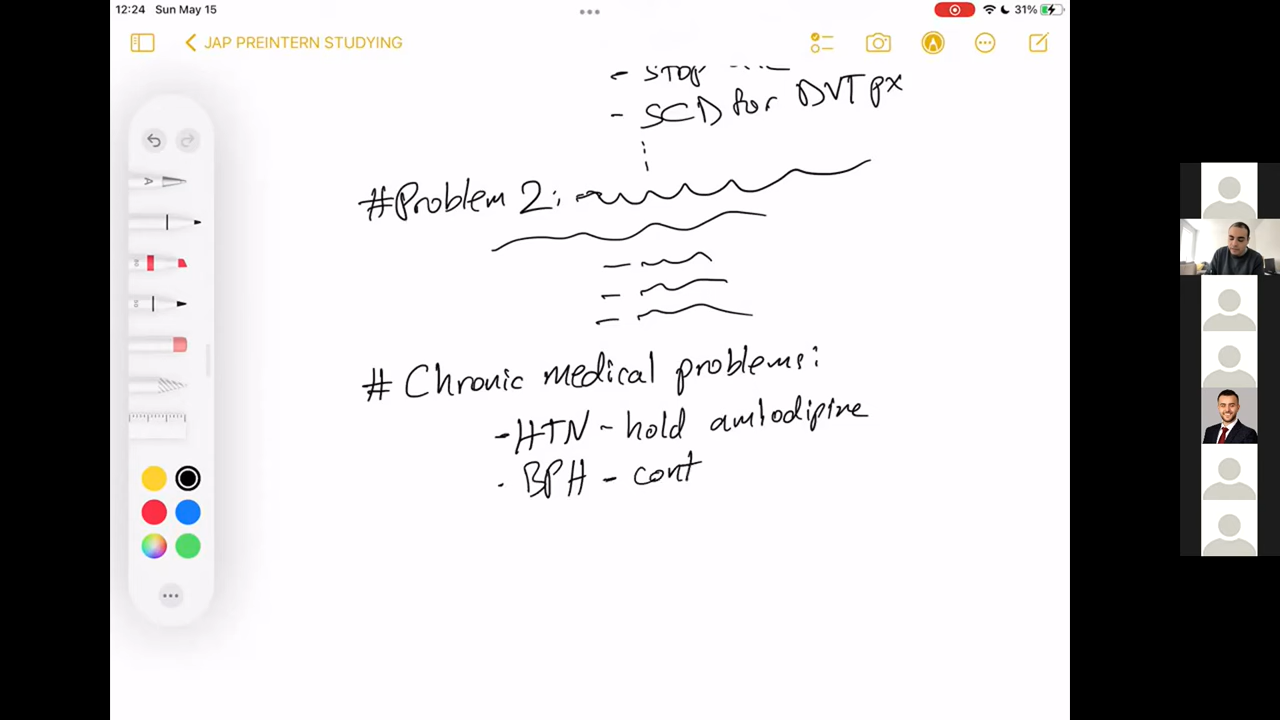 12:24 Sun May 15
31%
JAP PREINTERN STUDYING
- STOP
- SCD for DVT px
#Problem 2:
# Chronic medical problems:
- HTN - hold amlodipine
- BPH - cont